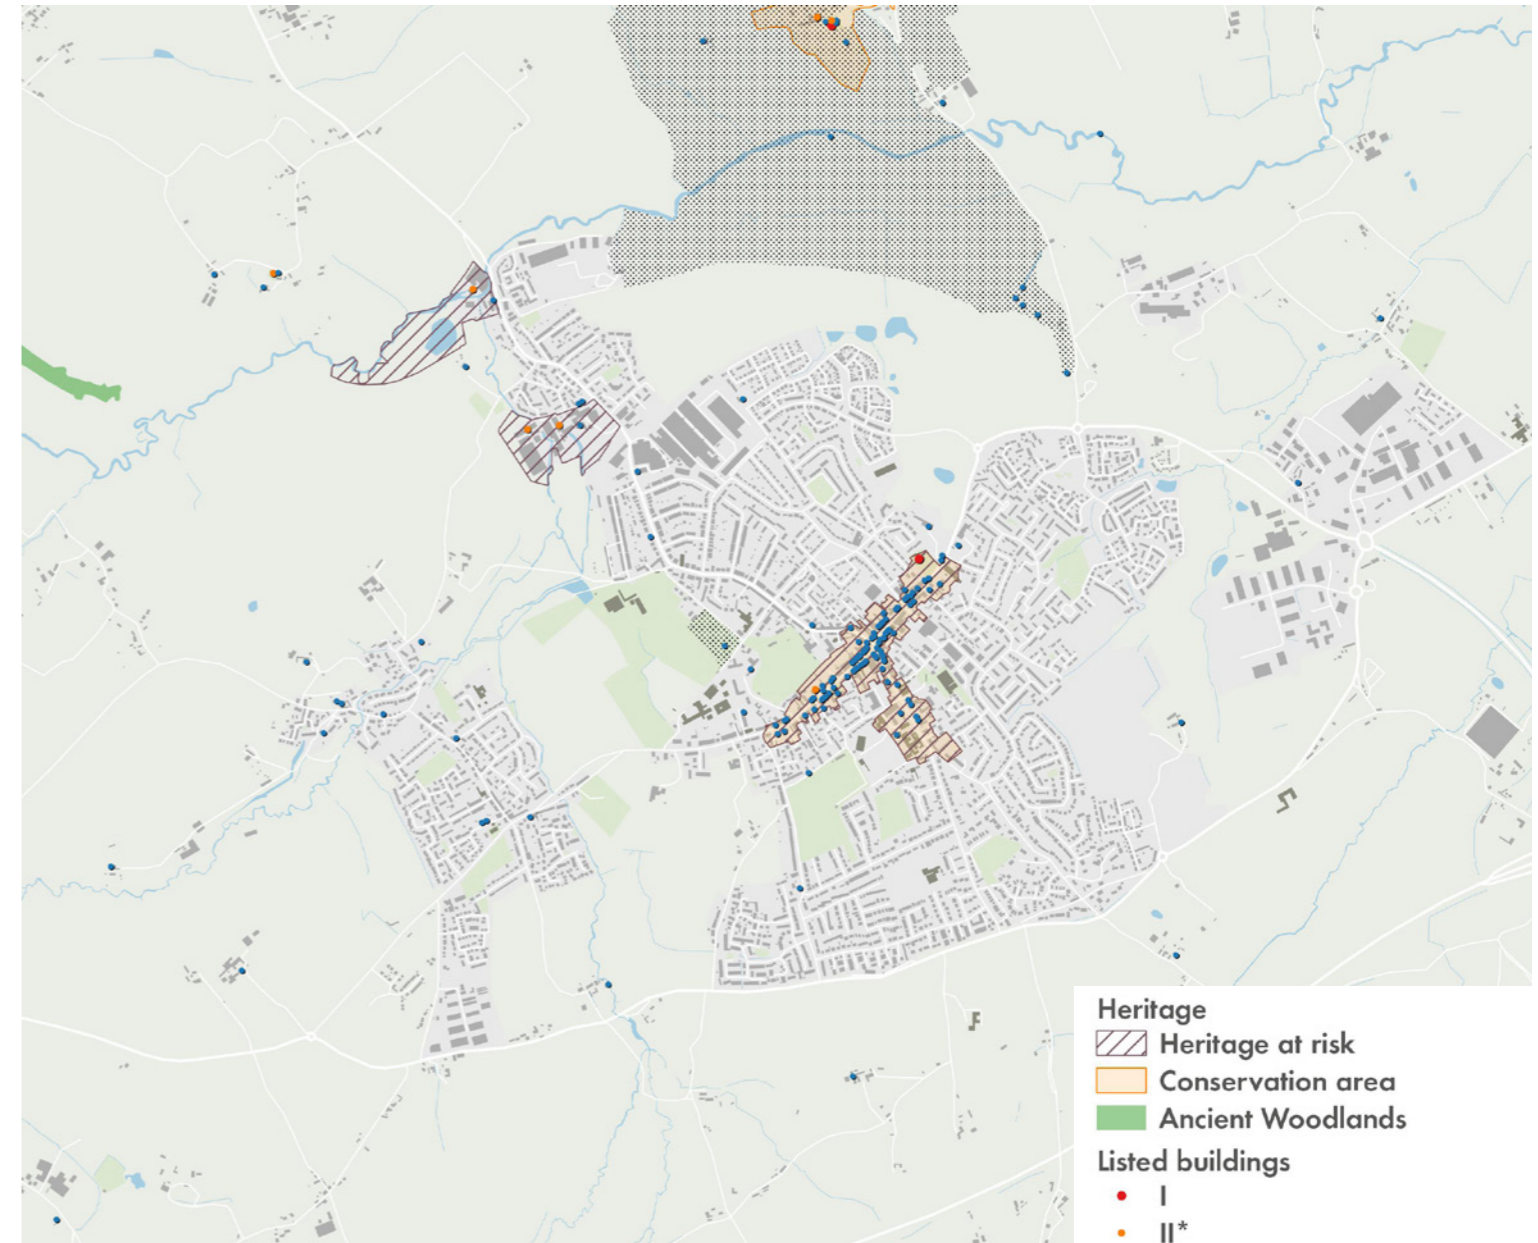 Heritage
Heritage at risk
Conservation area
Ancient Woodlands
Listed buildings
I
II*